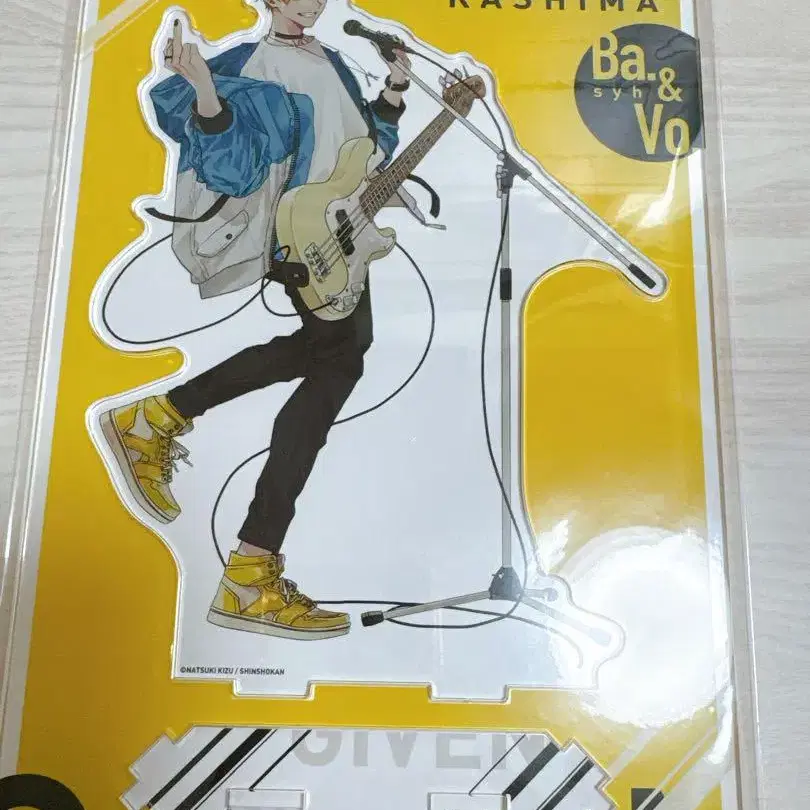 KASHIMA
Ba.&
syh
Vo
©NATSUKI KIZU / SHINSHOKAN
GIVEN